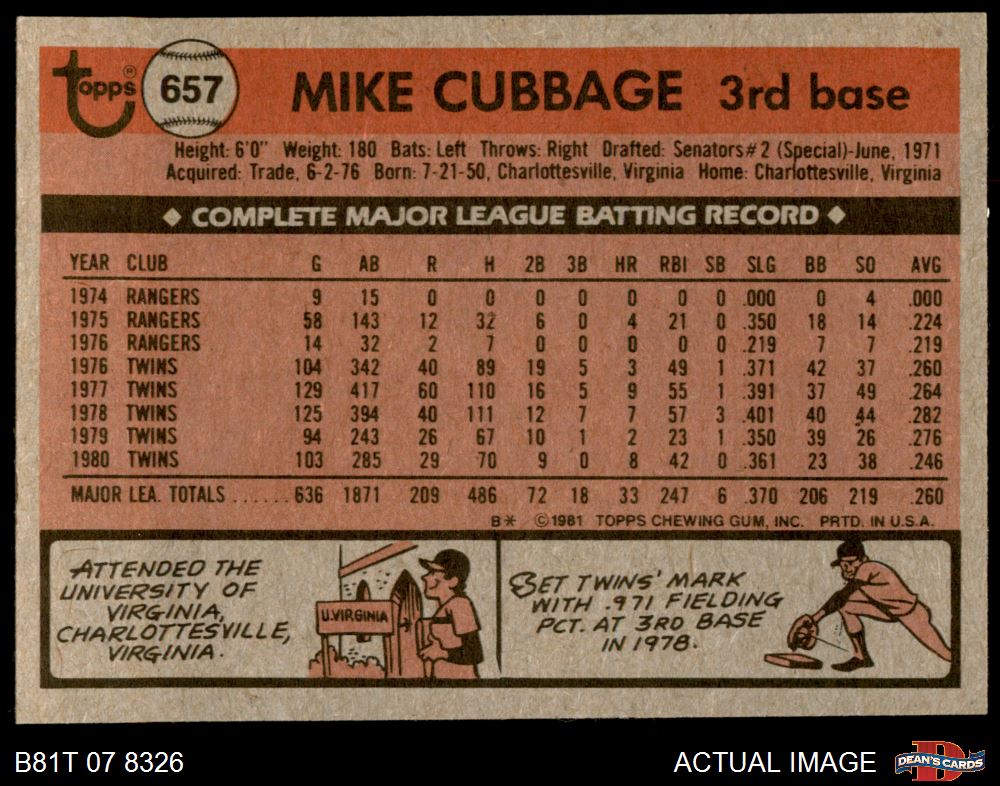 topps® 657 MIKE CUBBAGE 3rd base
Height: 6'0" Weight: 180 Bats: Left Throws: Right Drafted: Senators#2 (Special)-June, 1971
Acquired: Trade, 6-2-76 Born: 7-21-50, Charlottesville, Virginia Home: Charlottesville, Virginia
◆ COMPLETE MAJOR LEAGUE BATTING RECORD ◆
YEAR CLUB G AB R H 2B 3B HR RBI SB SLG BB SO AVG
1974 RANGERS 9 15 0 0 0 0 0 0 0 .000 0 4 .000
1975 RANGERS 58 143 12 32 6 0 4 21 0 .350 18 14 .224
1976 RANGERS 14 32 2 7 0 0 0 0 0 .219 7 7 .219
1976 TWINS 104 342 40 89 19 5 3 49 1 .371 42 37 .260
1977 TWINS 129 417 60 110 16 5 9 55 1 .391 37 49 .264
1978 TWINS 125 394 40 111 12 7 7 57 3 .401 40 44 .282
1979 TWINS 94 243 26 67 10 1 2 23 1 .350 39 26 .276
1980 TWINS 103 285 29 70 9 0 8 42 0 .361 23 38 .246
MAJOR LEA. TOTALS ...... 636 1871 209 486 72 18 33 247 6 .370 206 219 .260
B* ©1981 TOPPS CHEWING GUM, INC. PRTD. IN U.S.A.
ATTENDED THE
UNIVERSITY OF
VIRGINIA,
CHARLOTTESVILLE,
VIRGINIA.
U.VIRGINIA
SET TWINS' MARK
WITH .971 FIELDING
PCT. AT 3RD BASE
IN 1978.
B81T 07 8326
ACTUAL IMAGE
DEAN'S CARDS